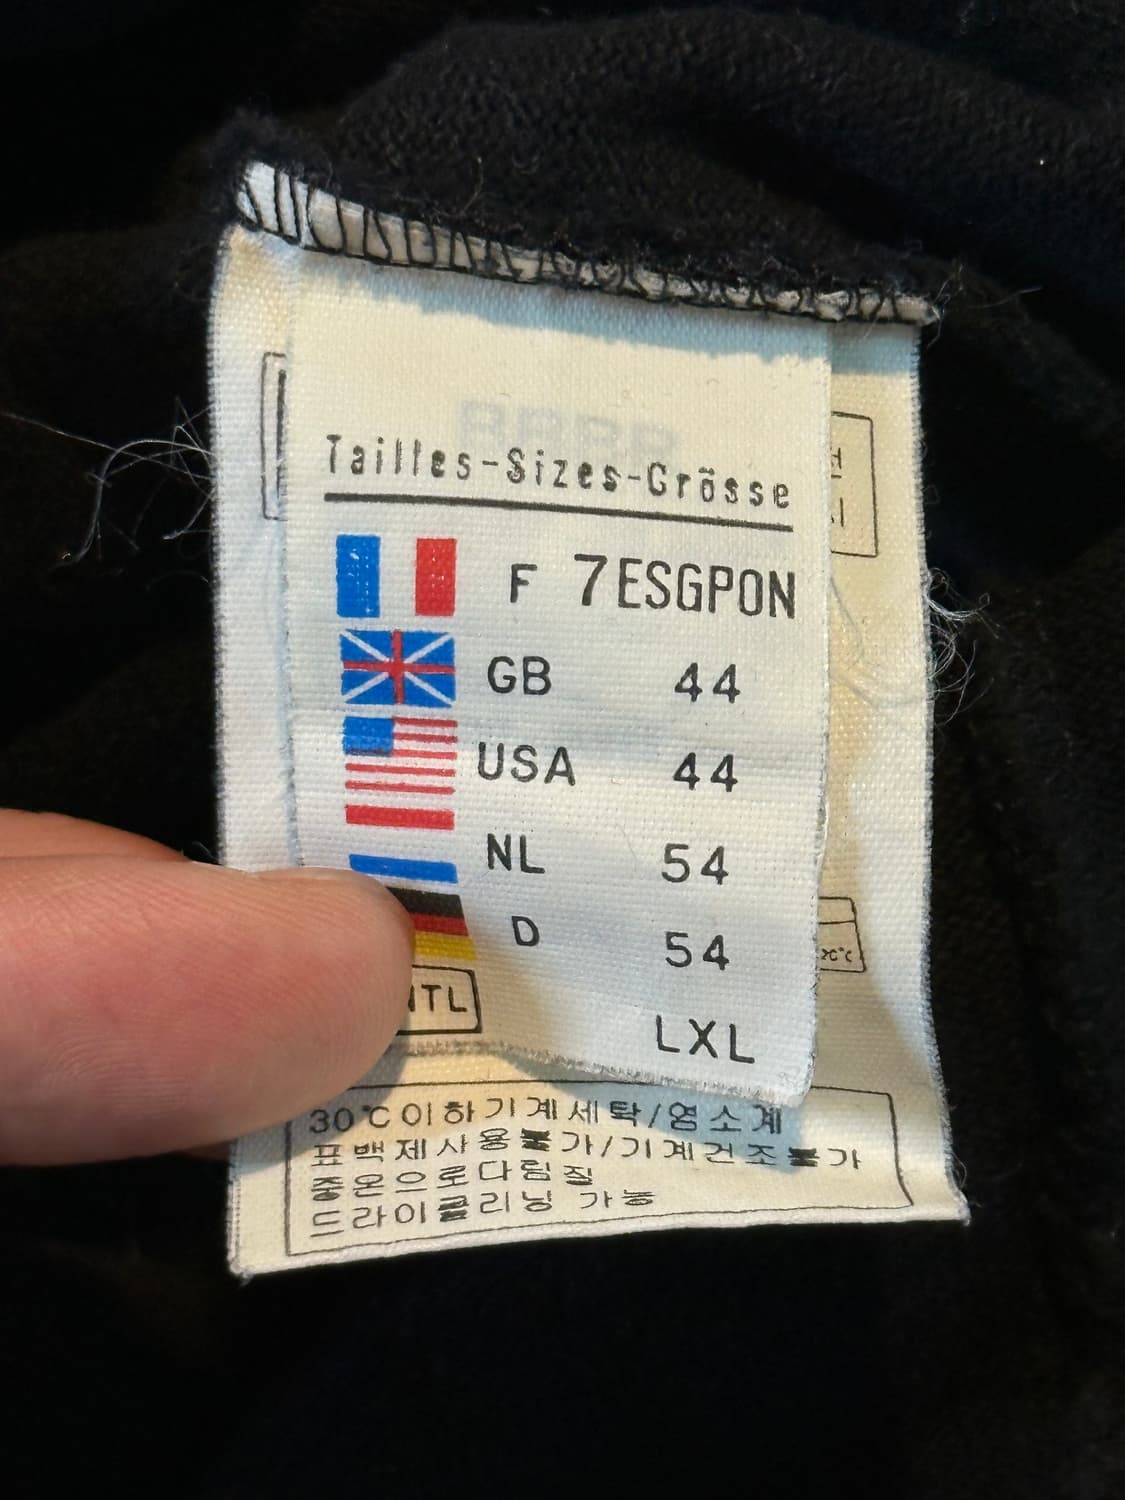 Tailles-Sizes-Grösse
F 7ESGPON
GB 44
USA 44
NL 54
D 54
LXL
30℃이하기계세탁/염소계
표백제사용불가/기계건조불가
중온으로다림질
드라이클리닝 가능